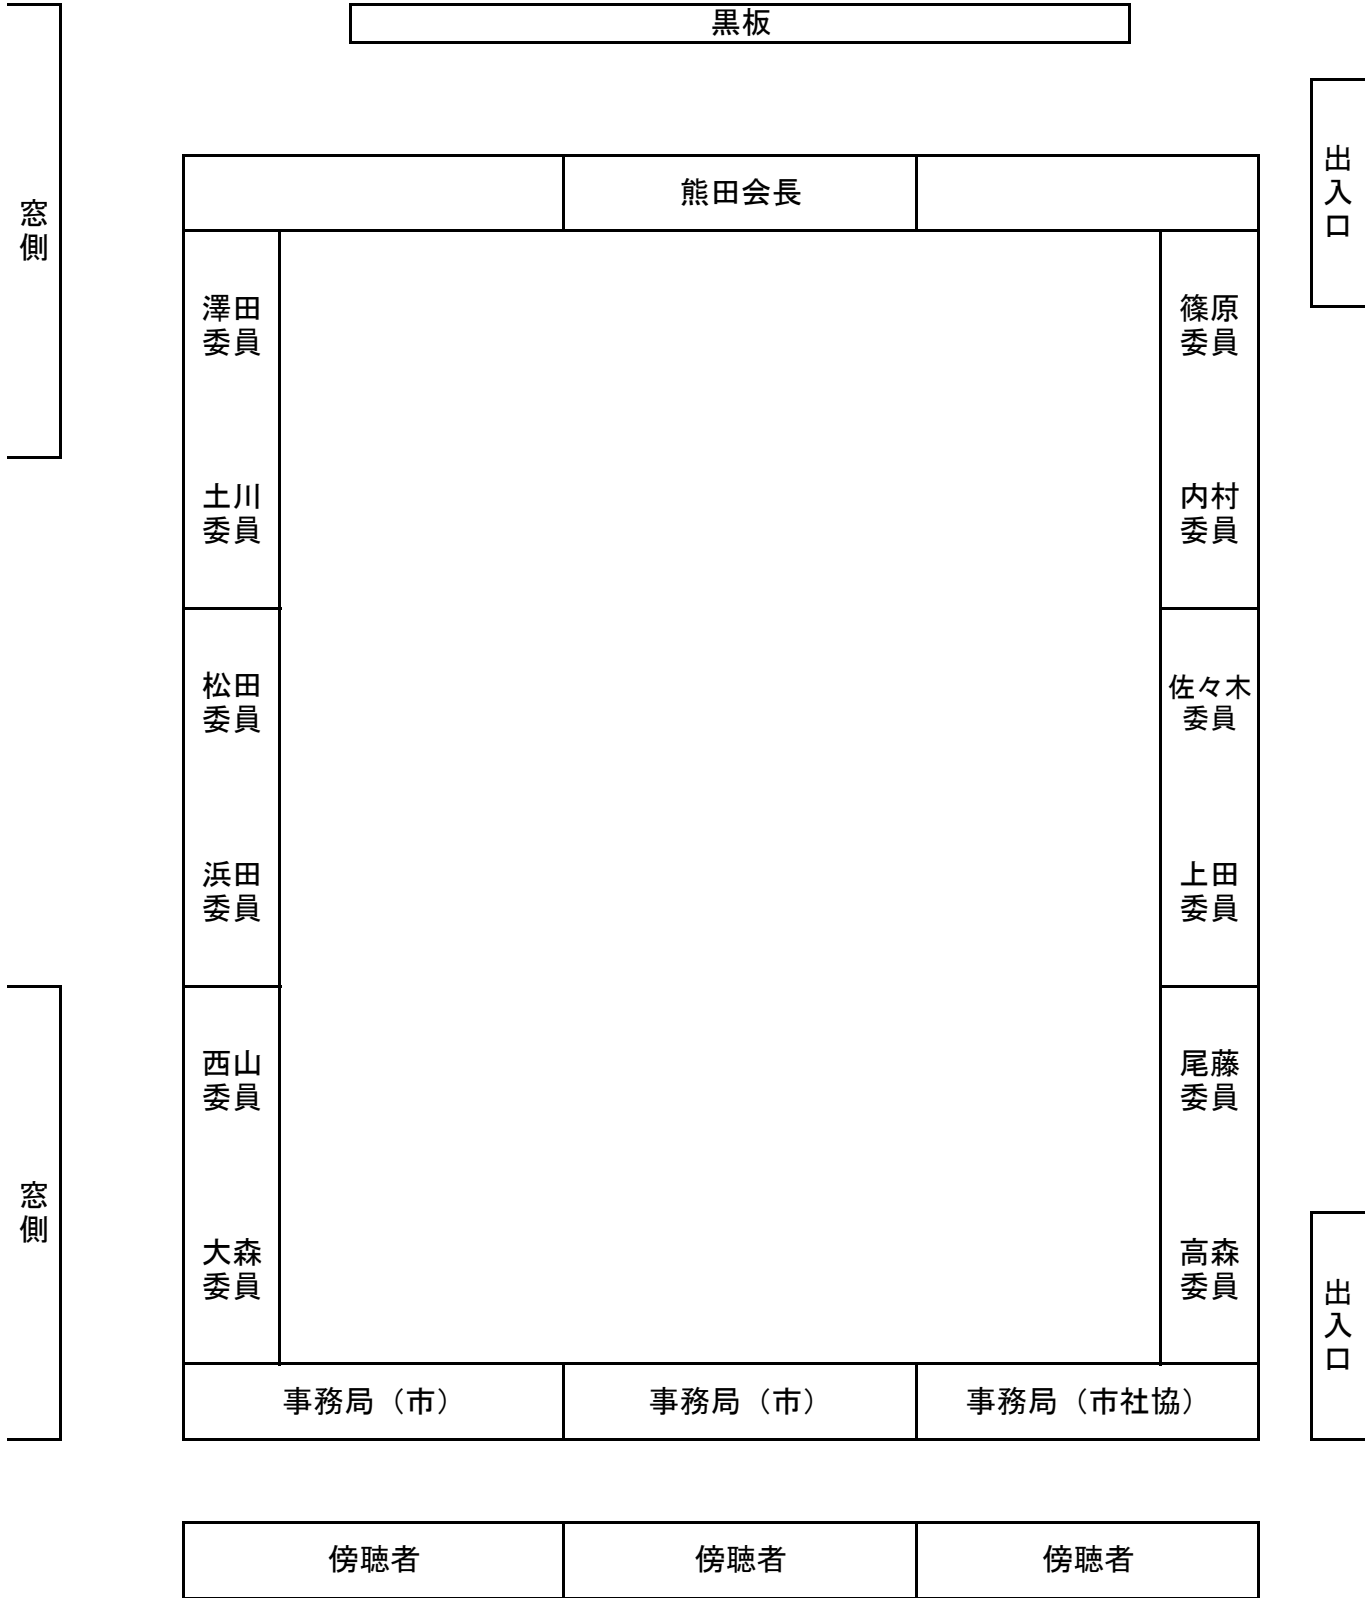 黒板
窓側
出入口
熊田会長
澤田
委員
篠原
委員
土川
委員
内村
委員
松田
委員
佐々木
委員
浜田
委員
上田
委員
西山
委員
尾藤
委員
大森
委員
高森
委員
窓側
出入口
事務局（市）
事務局（市）
事務局（市社協）
傍聴者
傍聴者
傍聴者